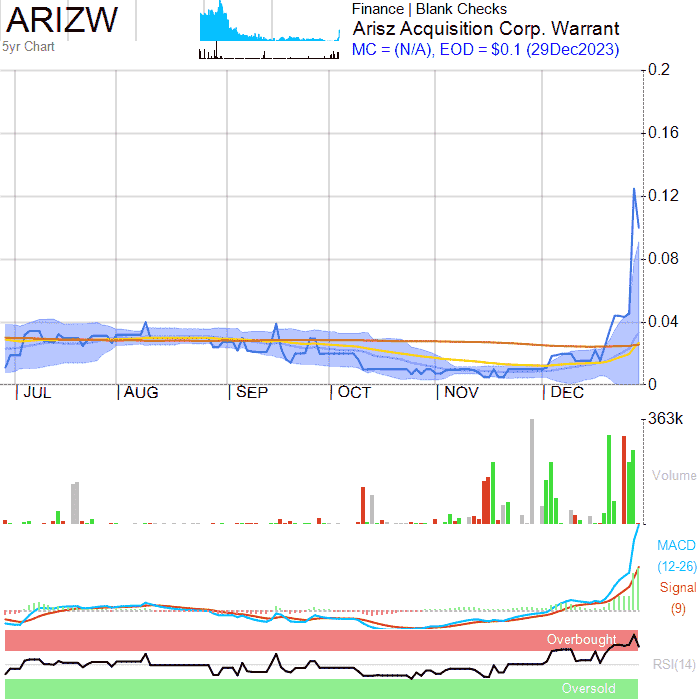 ARIZW
5yr Chart
Finance | Blank Checks
Arisz Acquisition Corp. Warrant
MC = (N/A), EOD = $0.1 (29Dec2023)
0.2
0.16
0.12
0.08
0.04
0
JUL AUG SEP OCT NOV DEC
363k
Volume
MACD
(12-26)
Signal
(9)
Overbought
RSI(14)
Oversold